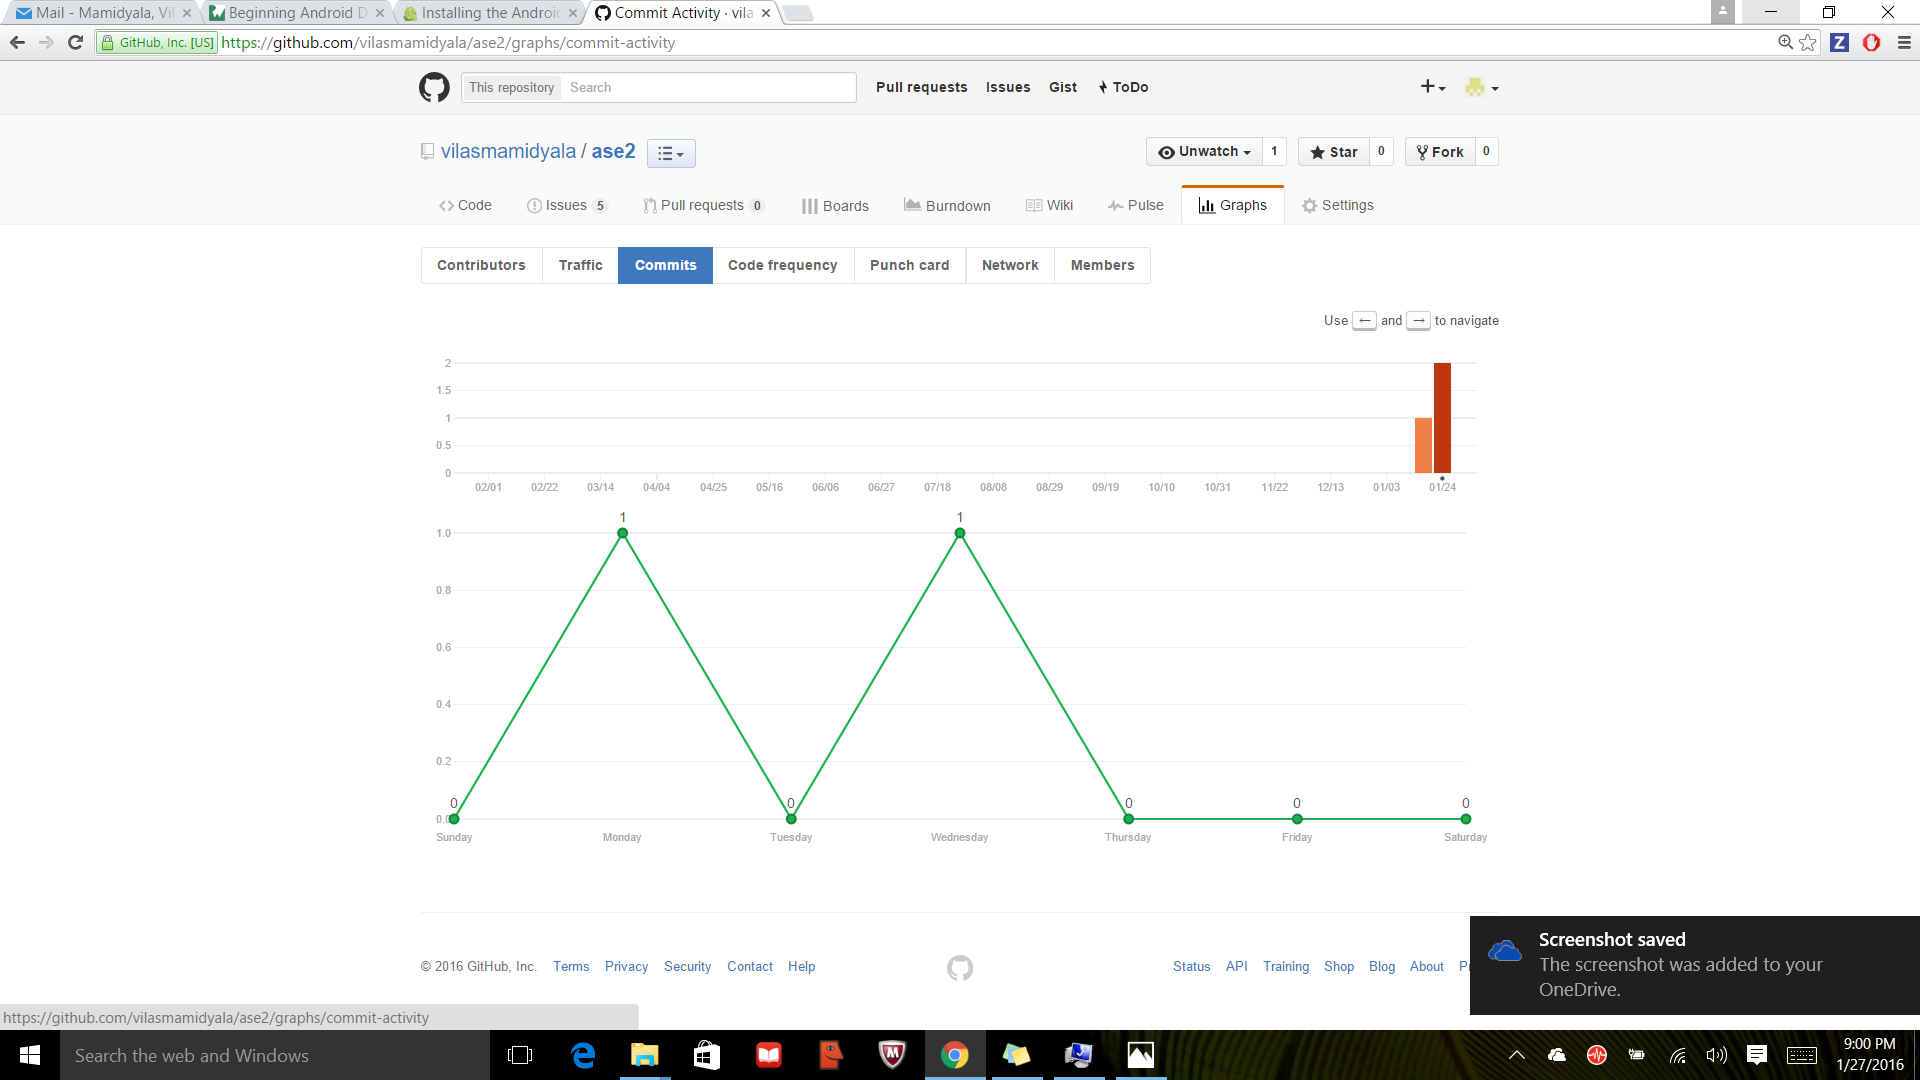 Mail - Mamidyala, Vil Beginning Android D Installing the Androi Commit Activity · vila
GitHub, Inc. [US] https://github.com/vilasmamidyala/ase2/graphs/commit-activity Z
This repository Search Pull requests Issues Gist ToDo
vilasmamidyala / ase2 Unwatch 1 Star 0 Fork 0
Code Issues 5 Pull requests 0 Boards Burndown Wiki Pulse Graphs Settings
Contributors Traffic Commits Code frequency Punch card Network Members
Use ← and → to navigate
2
1.5
1
0.5
0
02/01 02/22 03/14 04/04 04/25 05/16 06/06 06/27 07/18 08/08 08/29 09/19 10/10 10/31 11/22 12/13 01/03 01/24
1 1
1.0
0.8
0.6
0.4
0.2
0 0 0 0 0
0.0
Sunday Monday Tuesday Wednesday Thursday Friday Saturday
© 2016 GitHub, Inc. Terms Privacy Security Contact Help Status API Training Shop Blog About
Screenshot saved
The screenshot was added to your
OneDrive.
https://github.com/vilasmamidyala/ase2/graphs/commit-activity
Search the web and Windows
9:00 PM
1/27/2016